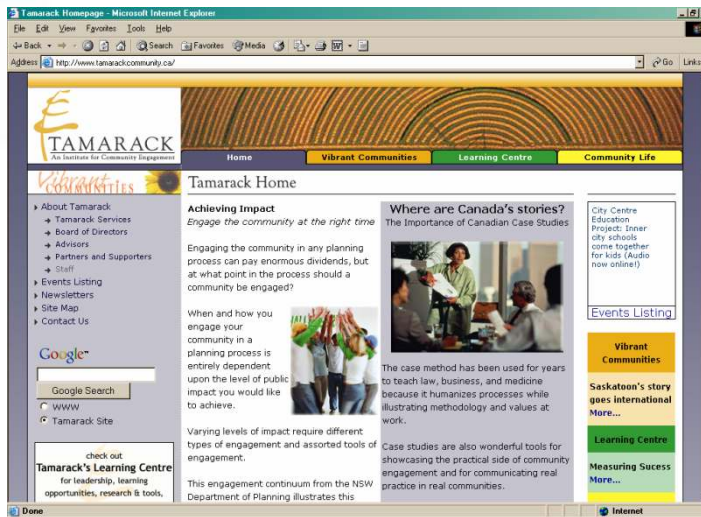 Tamarack Homepage - Microsoft Internet Explorer
File Edit View Favorites Tools Help
Back Search Favorites Media
Address http://www.tamarackcommunity.ca/ Go Links
TAMARACK
An Institute for Community Engagement
Home Vibrant Communities Learning Centre Community Life
Vibrant
COMMUNITIES
About Tamarack
Tamarack Services
Board of Directors
Advisors
Partners and Supporters
Staff
Events Listing
Newsletters
Site Map
Contact Us
Google
Google Search
WWW
Tamarack Site
check out
Tamarack's Learning Centre
for leadership, learning
opportunities, research & tools,
Tamarack Home
Achieving Impact
Engage the community at the right time
Engaging the community in any planning
process can pay enormous dividends, but
at what point in the process should a
community be engaged?
When and how you
engage your
community in a
planning process is
entirely dependent
upon the level of public
impact you would like
to achieve.
Varying levels of impact require different
types of engagement and assorted tools of
engagement.
This engagement continuum from the NSW
Department of Planning illustrates this
Where are Canada's stories?
The Importance of Canadian Case Studies
The case method has been used for years
to teach law, business, and medicine
because it humanizes processes while
illustrating methodology and values at
work.
Case studies are also wonderful tools for
showcasing the practical side of community
engagement and for communicating real
practice in real communities.
City Centre
Education
Project: Inner
city schools
come together
for kids (Audio
now online!)
Events Listing
Vibrant
Communities
Saskatoon's story
goes international
More...
Learning Centre
Measuring Sucess
More...
Done Internet